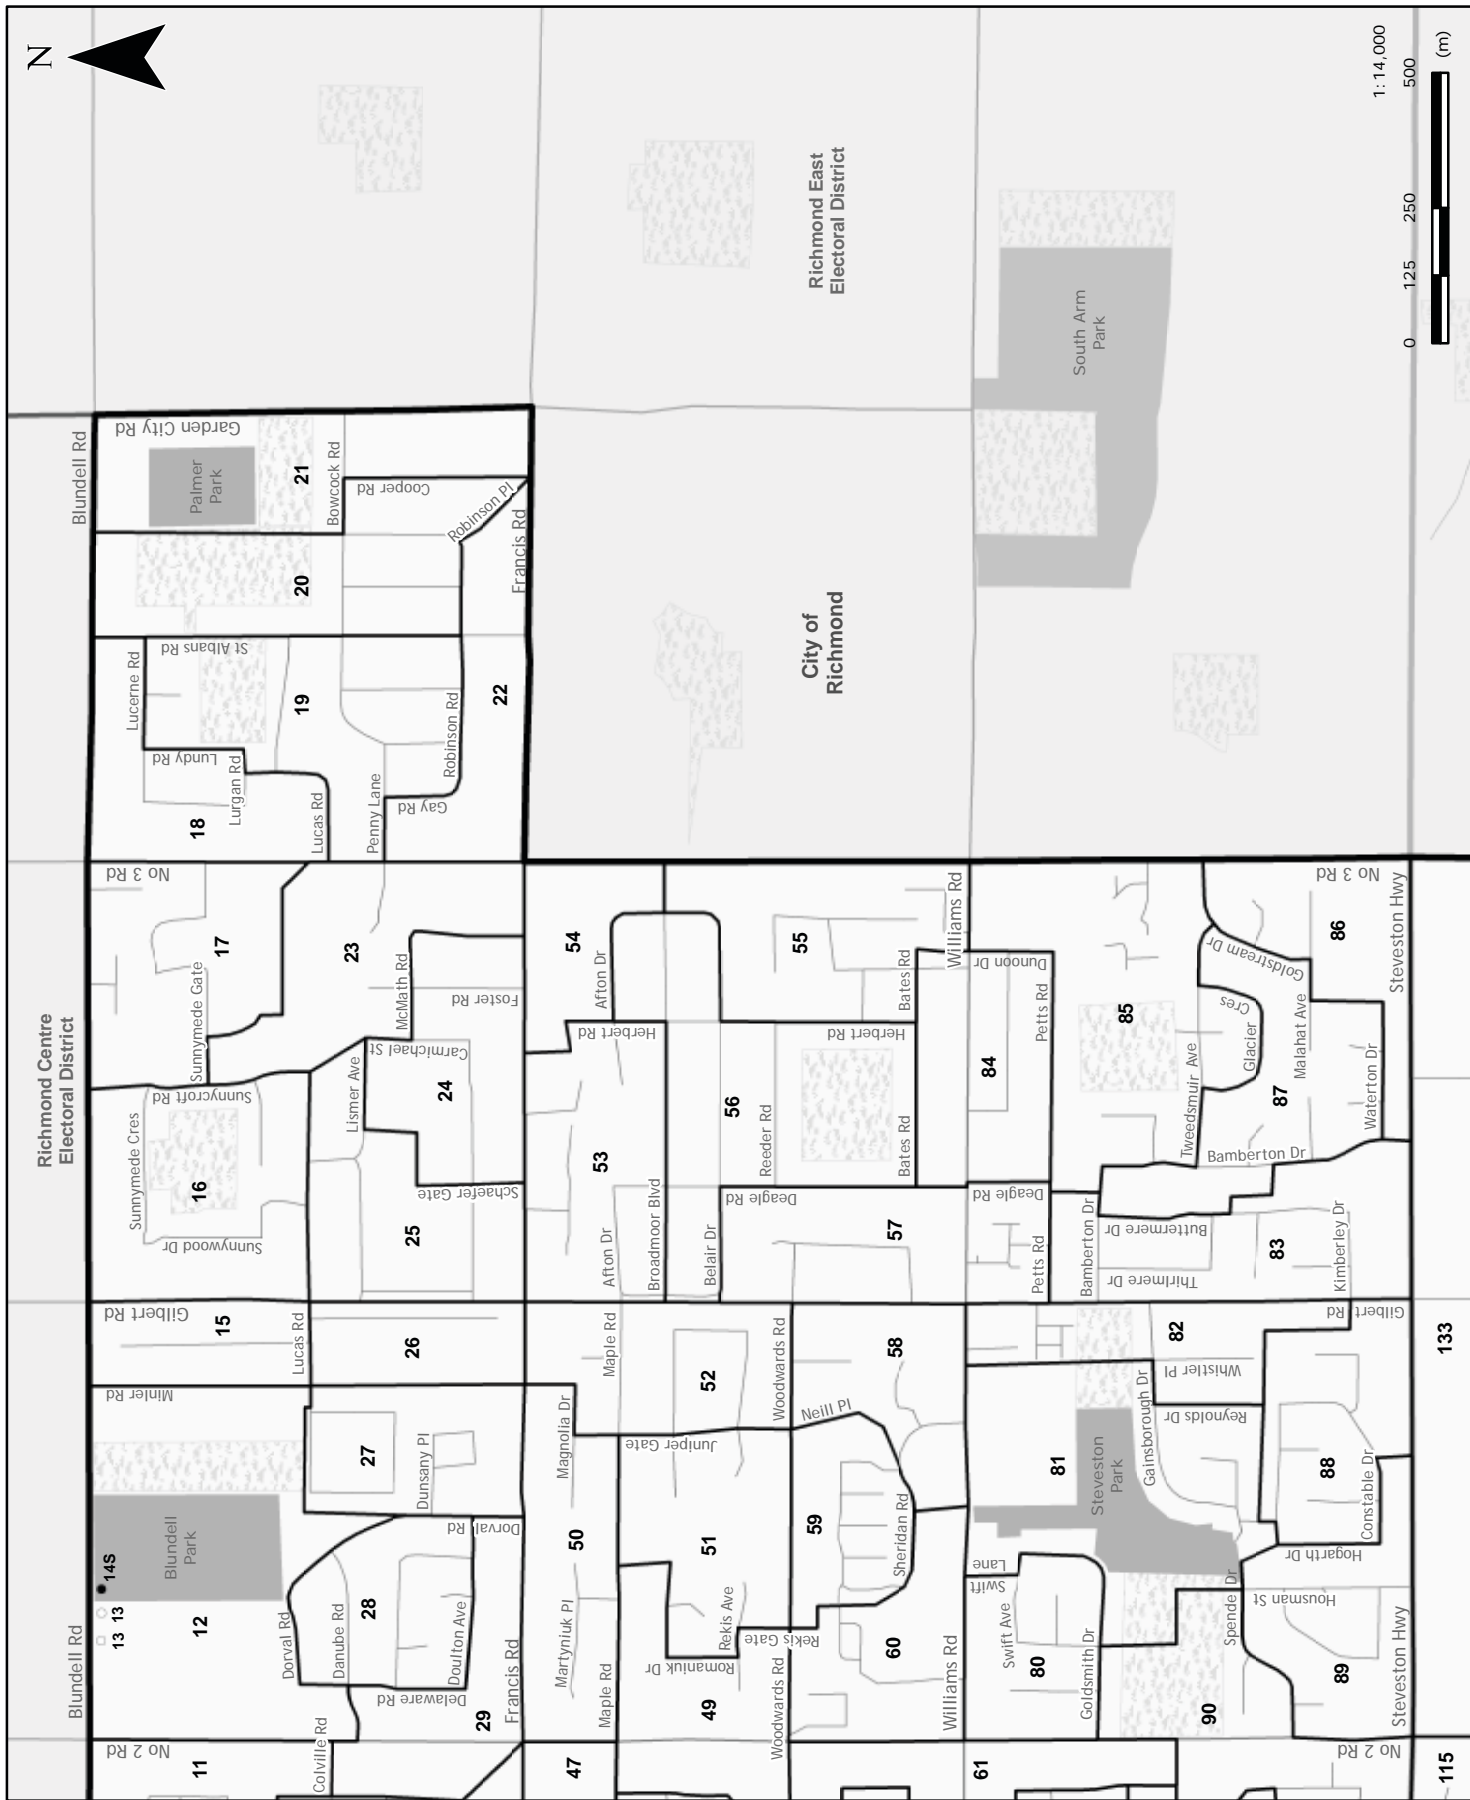 N
1:14,000
0
125
250
500
(m)
Richmond East
Electoral District
South Arm
Park
City of
Richmond
Richmond Centre
Electoral District
Blundell Rd
Garden City Rd
Palmer
Park
21
Bowcock Rd
Cooper Rd
Robinson Pl
Francis Rd
20
St Albans Rd
Lucerne Rd
19
22
Lundy Rd
Lurgan Rd
18
Lucas Rd
Penny Lane
Gay Rd
Robinson Rd
No 3 Rd
17
23
Sunnymede Gate
McMath Rd
Foster Rd
Sunnycroft Rd
Sunnymede Cres
16
Sunnywood Dr
Lismer Ave
Carmichael St
24
Schaefer Gate
25
54
Afton Dr
Herbert Rd
55
Bates Rd
Herbert Rd
Williams Rd
53
56
Reeder Rd
Bates Rd
Afton Dr
Broadmoor Blvd
Belair Dr
Deagle Rd
57
Dunoon Dr
Petts Rd
84
Deagle Rd
Petts Rd
85
Goldstream Dr
Cres
Glacier
Tweedsmuir Ave
87
Malahat Ave
86
No 3 Rd
Steveston Hwy
Waterton Dr
Bamberton Dr
Bamberton Dr
Buttermere Dr
Thirlmere Dr
83
Kimberley Dr
Gilbert Rd
15
Lucas Rd
26
Minler Rd
27
Dunsany Pl
Blundell
Park
14S
13
13
12
Dorval Rd
Danube Rd
28
Doulton Ave
Dorval Rd
Delaware Rd
29
Francis Rd
Blundell Rd
No 2 Rd
11
Colville Rd
Maple Rd
52
Woodwards Rd
58
Neill Pl
Magnolia Dr
Juniper Gate
50
51
59
Sheridan Rd
Martyniuk Pl
Rekis Ave
Rekis Gate
Romaniuk Dr
60
Maple Rd
49
Woodwards Rd
Williams Rd
47
61
82
Whistler Pl
Gilbert Rd
133
Reynolds Dr
Gainsborough Dr
81
Steveston
Park
88
Constable Dr
Hogarth Dr
Swift
Lane
Swift Ave
80
Goldsmith Dr
Spender Dr
Housman St
90
89
Steveston Hwy
No 2 Rd
115